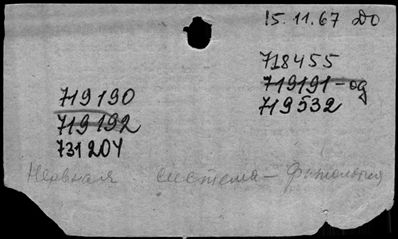 15.11.67 До
718455
719191-од
719532
719190
719192
731204
Нервная система - физиология